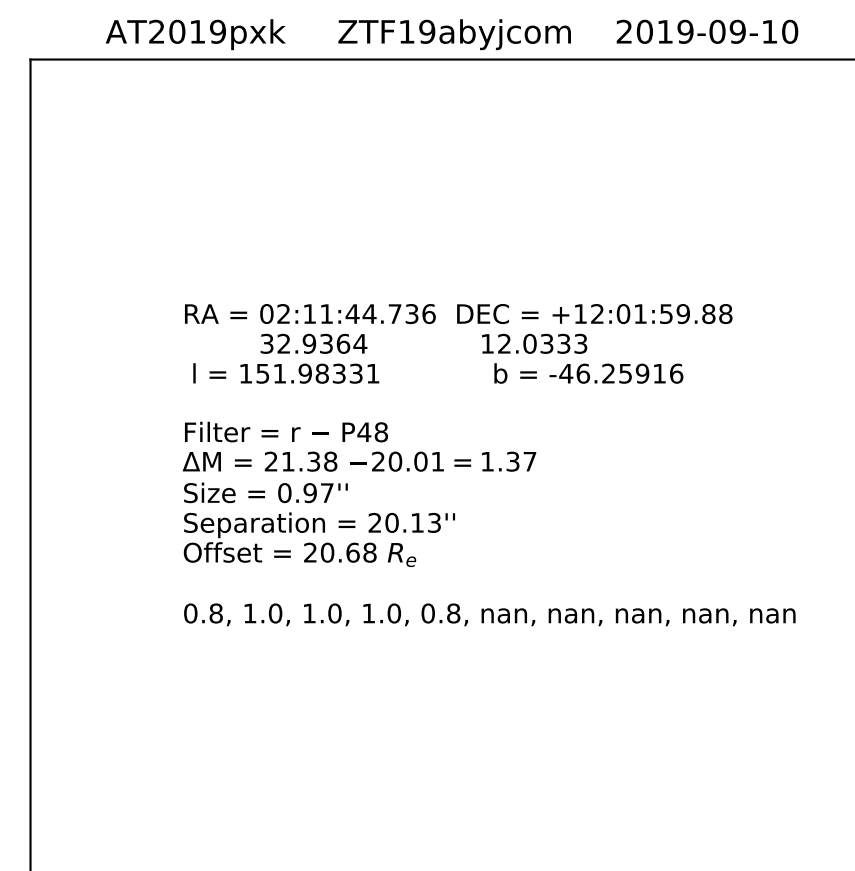 AT2019pxk ZTF19abyjcom 2019-09-10
RA = 02:11:44.736 DEC = +12:01:59.88
32.9364 12.0333
l = 151.98331 b = -46.25916
Filter = r − P48
ΔM = 21.38 −20.01 = 1.37
Size = 0.97''
Separation = 20.13''
Offset = 20.68 Re
0.8, 1.0, 1.0, 1.0, 0.8, nan, nan, nan, nan, nan